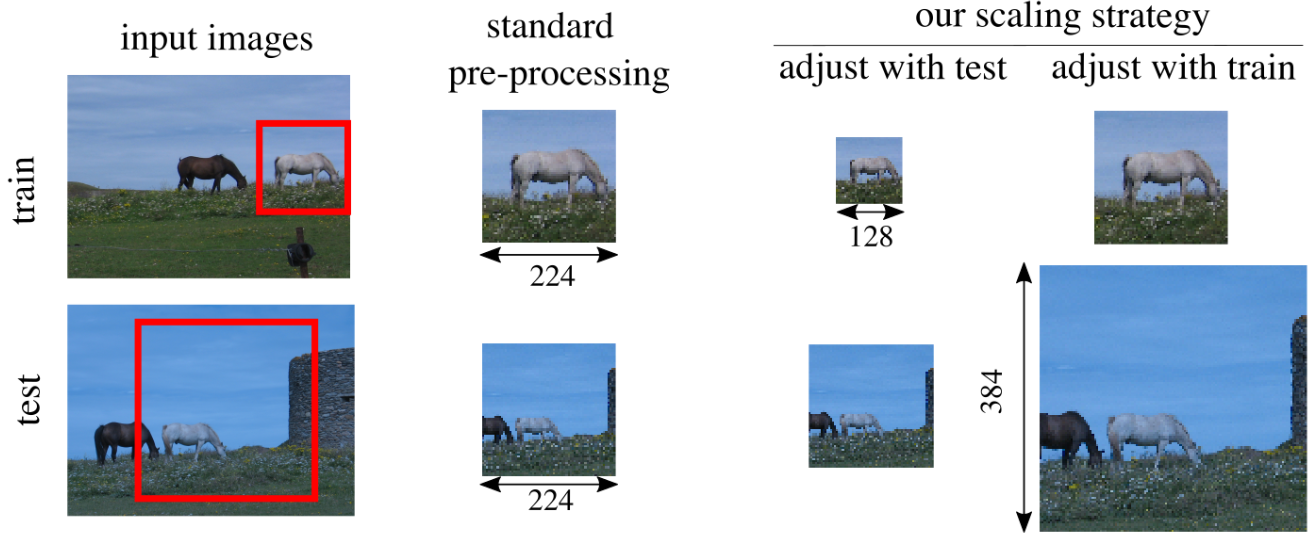 input images
standard
pre-processing
our scaling strategy
adjust with test
adjust with train
train
224
128
test
224
384